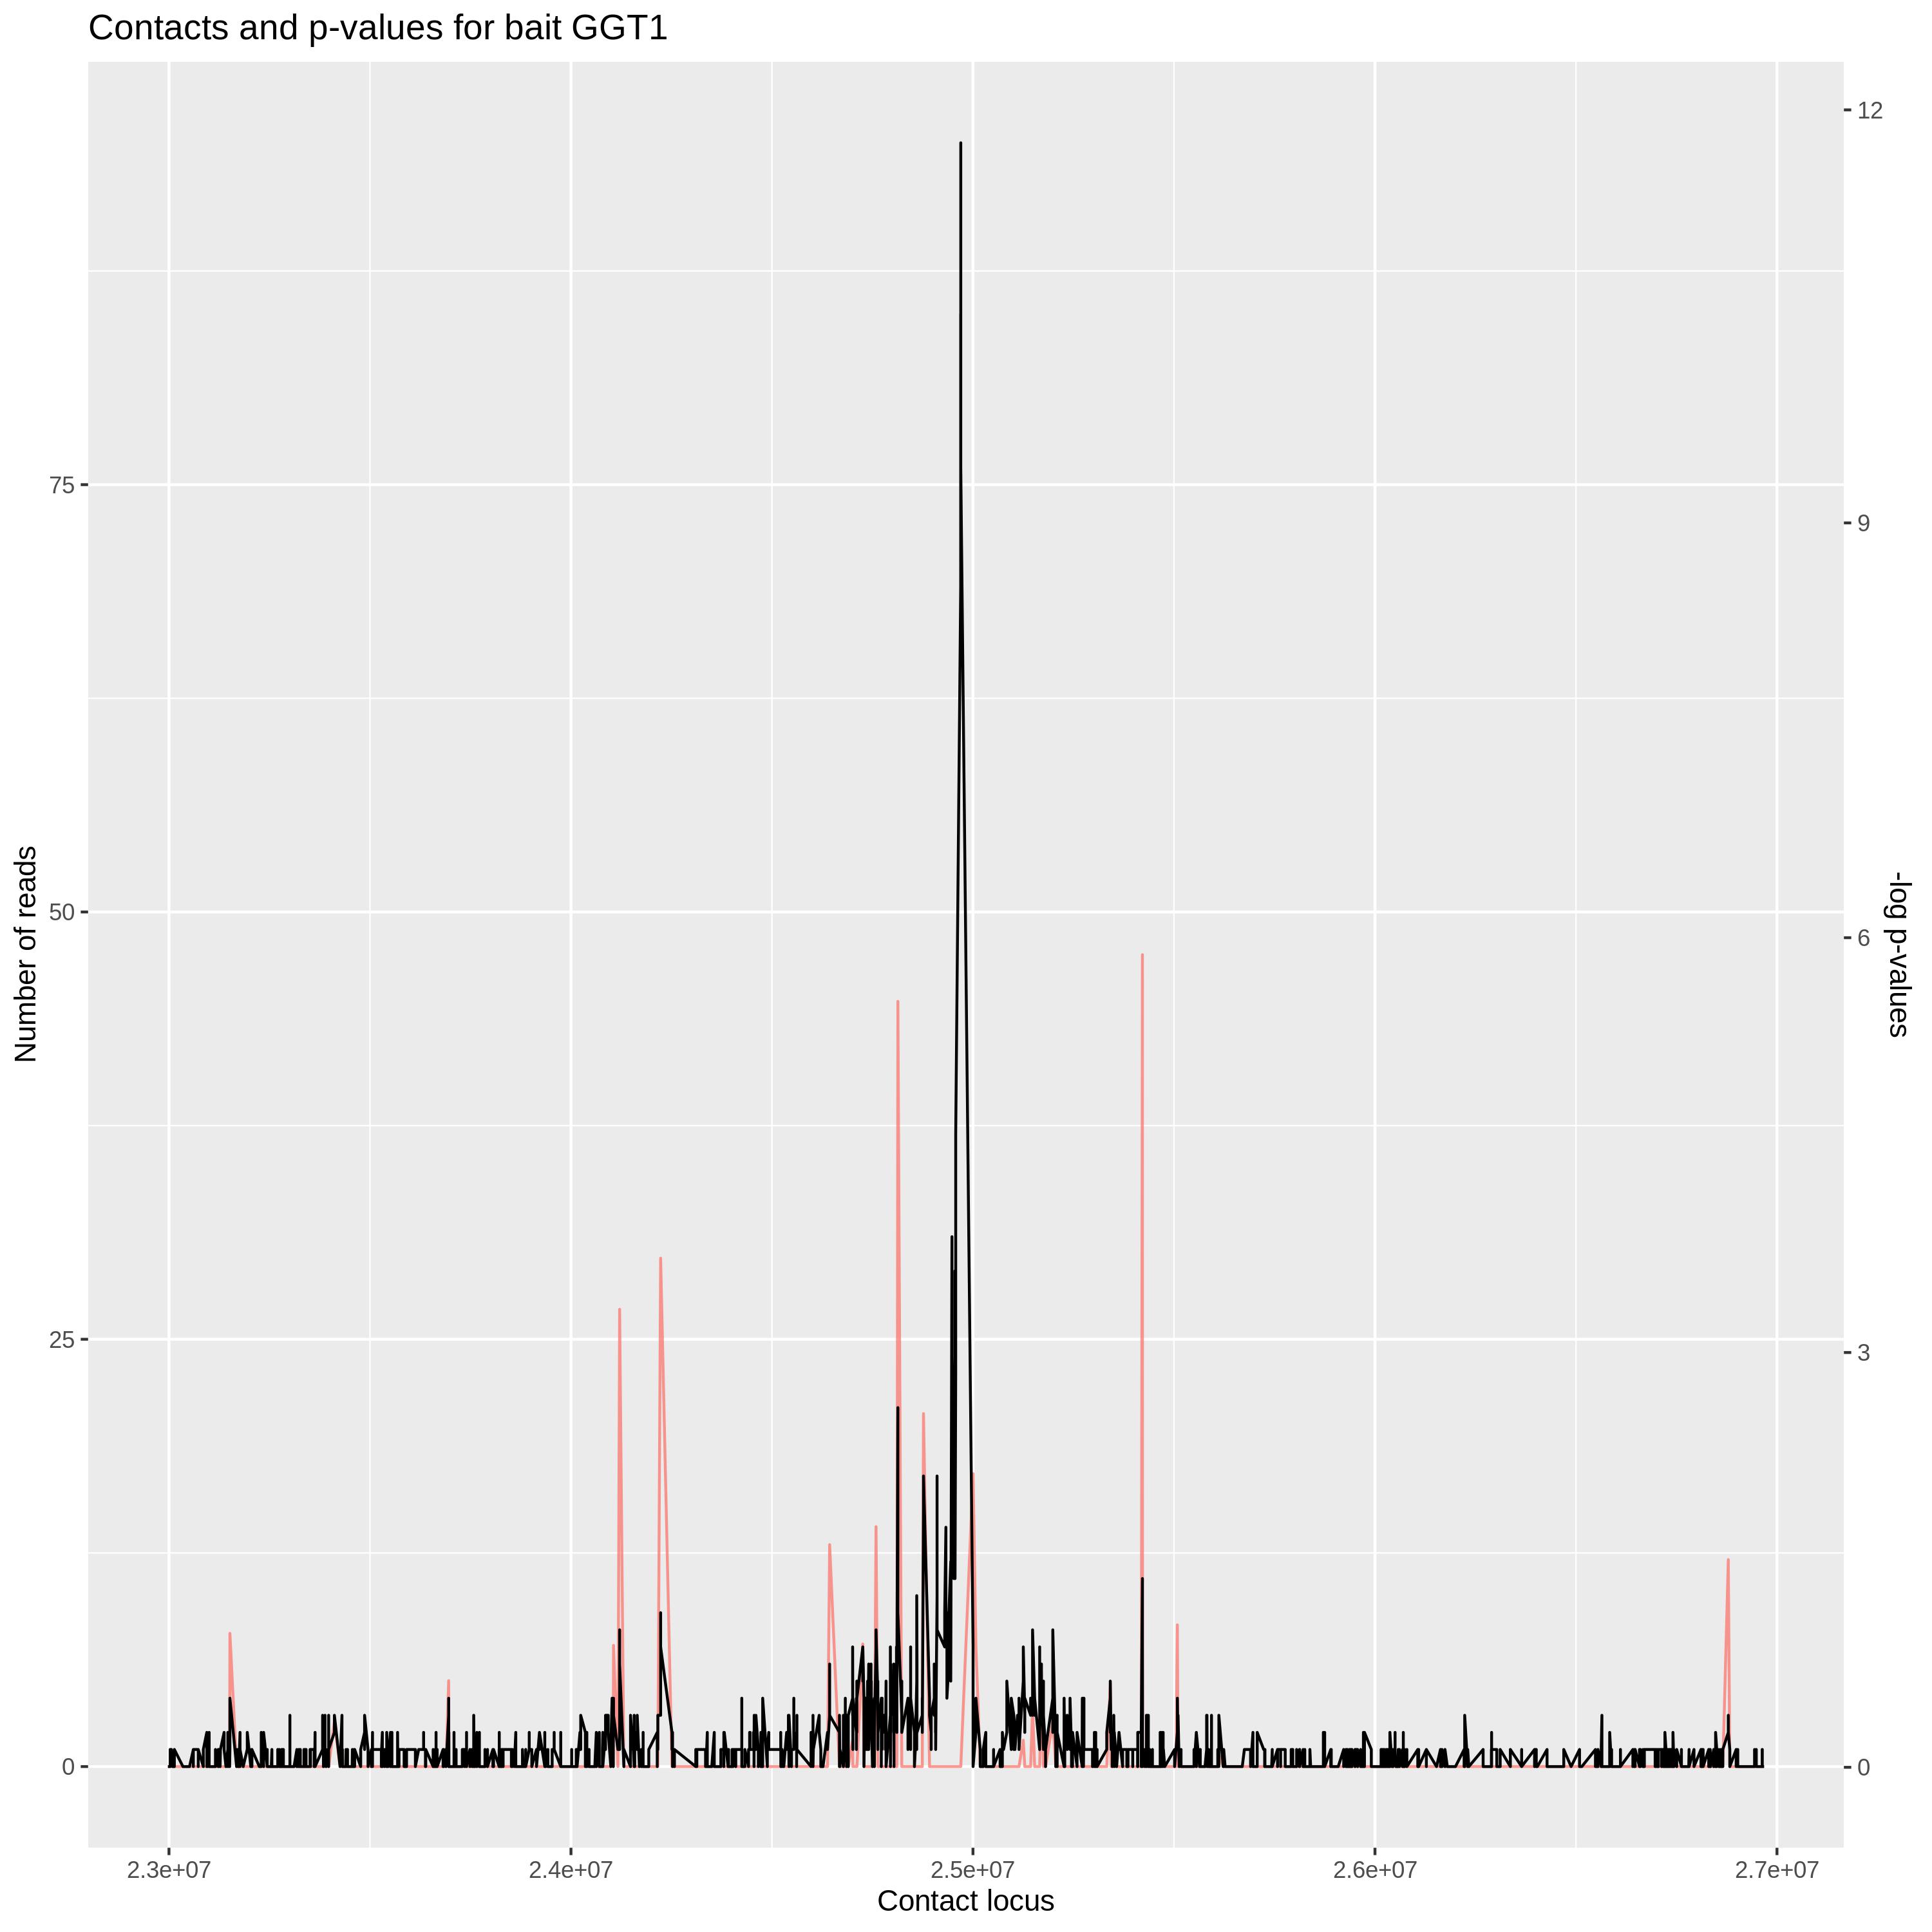 Contacts and p-values for bait GGT1
Number of reads
75
50
25
0
12
9
6
3
0
-log p-values
2.3e+07 2.4e+07 2.5e+07 2.6e+07 2.7e+07
Contact locus